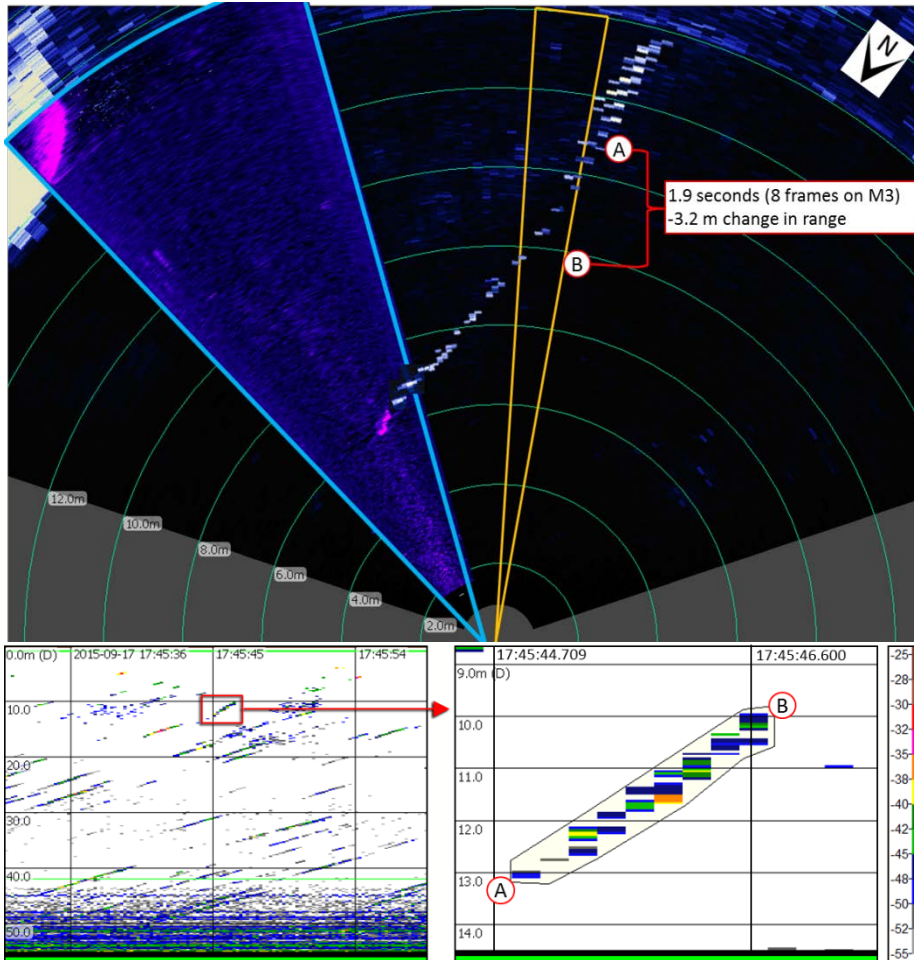 N
A
1.9 seconds (8 frames on M3)
-3.2 m change in range
B
12.0m
10.0m
8.0m
6.0m
4.0m
2.0m
0.0m (D) 2015-09-17 17:45:36 17:45:45 17:45:54
10.0
20.0
30.0
40.0
50.0
17:45:44.709 17:45:46.600
9.0m (D)
B
10.0
11.0
12.0
13.0
A
14.0
-25
-28
-30
-32
-35
-38
-40
-42
-45
-48
-50
-52
-55